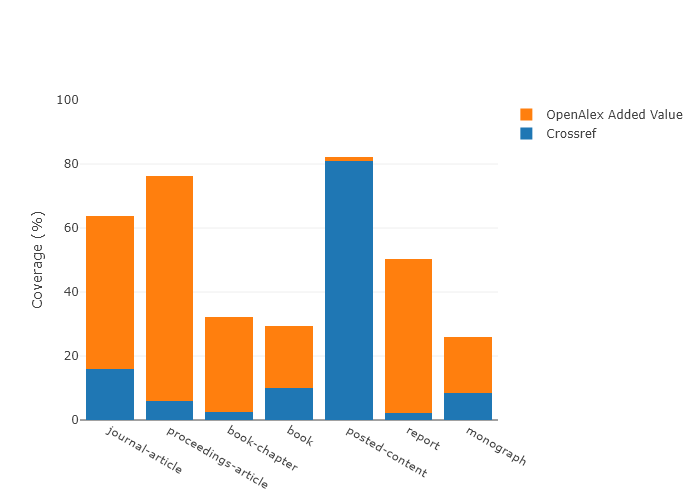 100
80
60
40
20
0
Coverage (%)
journal-article
proceedings-article
book-chapter
book
posted-content
report
monograph
OpenAlex Added Value
Crossref